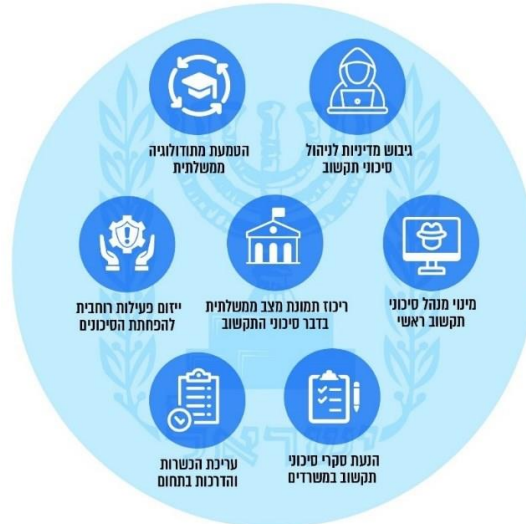 גיבוש מדיניות לניהול
סיכוני תקשוב
הטמעת מתודולוגיה
ממשלתית
מינוי מנהל סיכוני
תקשוב ראשי
ריכוז תמונת מצב ממשלתית
בדבר סיכוני התקשוב
ייזום פעילות רוחבית
להפחתת הסיכונים
הנעת סקרי סיכוני
תקשוב במשרדים
עריכת הכשרות
והדרכות בתחום
ישראל